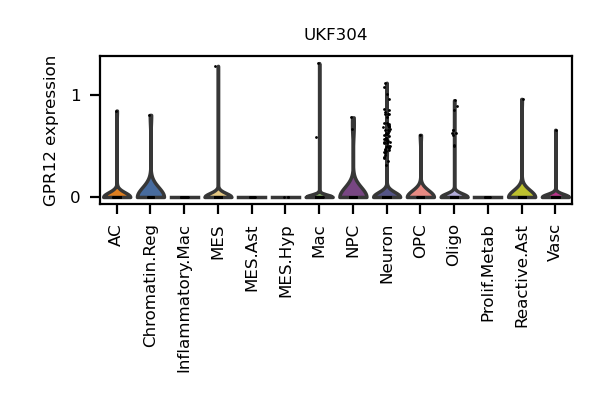 UKF304
GPR12 expression
1
0
AC
Chromatin.Reg
Inflammatory.Mac
MES
MES.Ast
MES.Hyp
Mac
NPC
Neuron
OPC
Oligo
Prolif.Metab
Reactive.Ast
Vasc